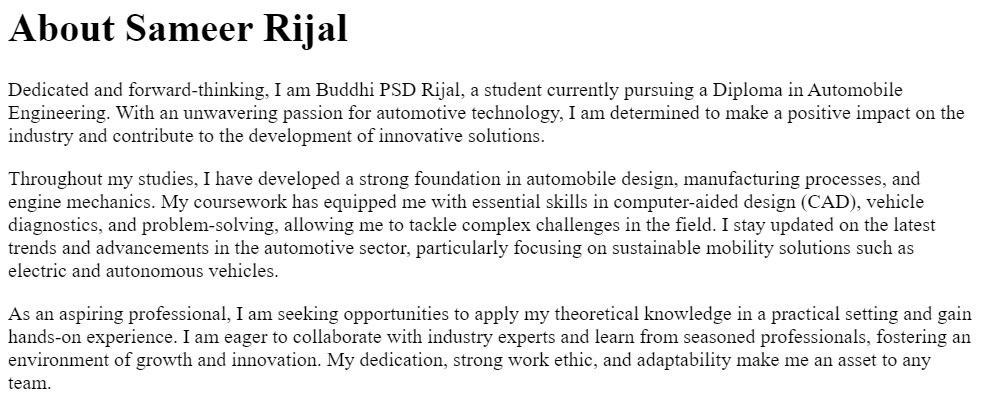 About Sameer Rijal
Dedicated and forward-thinking, I am Buddhi PSD Rijal, a student currently pursuing a Diploma in Automobile
Engineering. With an unwavering passion for automotive technology, I am determined to make a positive impact on the
industry and contribute to the development of innovative solutions.
Throughout my studies, I have developed a strong foundation in automobile design, manufacturing processes, and
engine mechanics. My coursework has equipped me with essential skills in computer-aided design (CAD), vehicle
diagnostics, and problem-solving, allowing me to tackle complex challenges in the field. I stay updated on the latest
trends and advancements in the automotive sector, particularly focusing on sustainable mobility solutions such as
electric and autonomous vehicles.
As an aspiring professional, I am seeking opportunities to apply my theoretical knowledge in a practical setting and gain
hands-on experience. I am eager to collaborate with industry experts and learn from seasoned professionals, fostering an
environment of growth and innovation. My dedication, strong work ethic, and adaptability make me an asset to any
team.